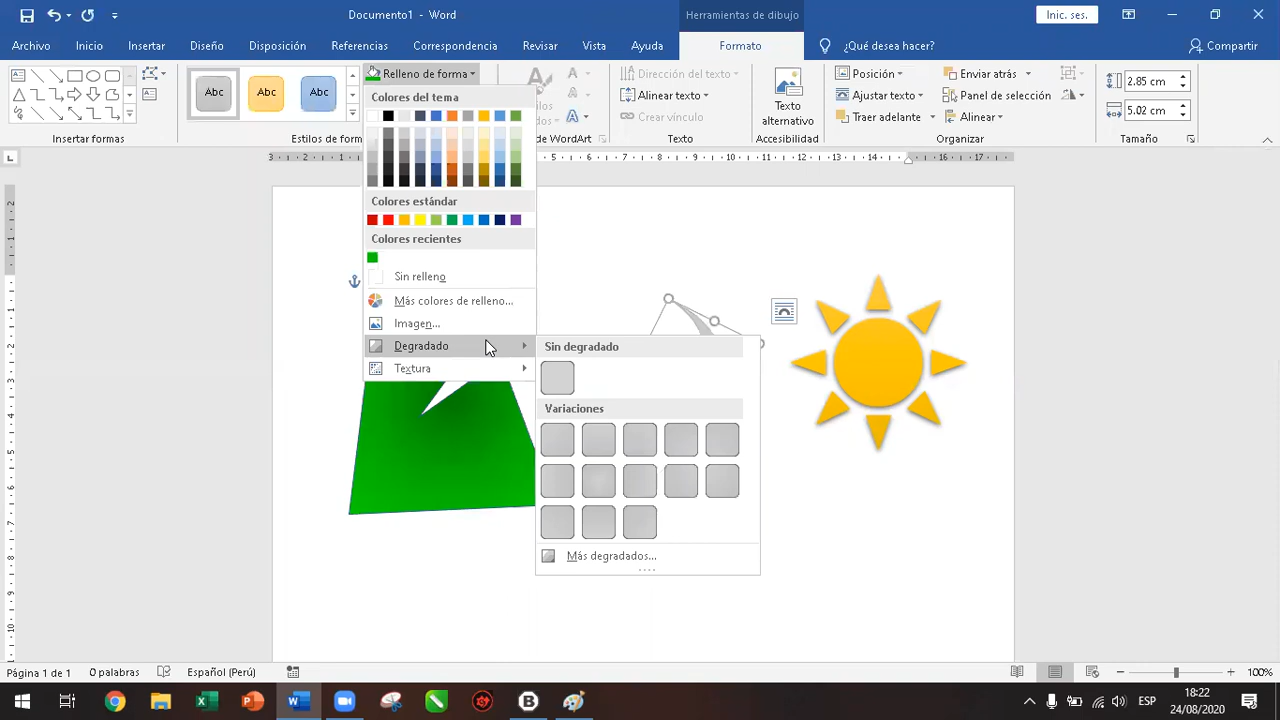 Documento1 - Word
Herramientas de dibujo
Inic. ses.
Archivo
Inicio
Insertar
Diseño
Disposición
Referencias
Correspondencia
Revisar
Vista
Ayuda
Formato
¿Qué desea hacer?
Compartir
Abc
Abc
Abc
Relleno de forma
Dirección del texto
Alinear texto
Crear vínculo
Texto
alternativo
Posición
Ajustar texto
Traer adelante
Enviar atrás
Panel de selección
Alinear
2.85 cm
5.02 cm
Insertar formas
Estilos de form
de WordArt
Texto
Accesibilidad
Organizar
Tamaño
Colores del tema
Colores estándar
Colores recientes
Sin relleno
Más colores de relleno...
Imagen...
Degradado
Textura
Sin degradado
Variaciones
Más degradados...
Página 1 de 1
0 palabras
Español (Perú)
100%
ESP
18:22
24/08/2020